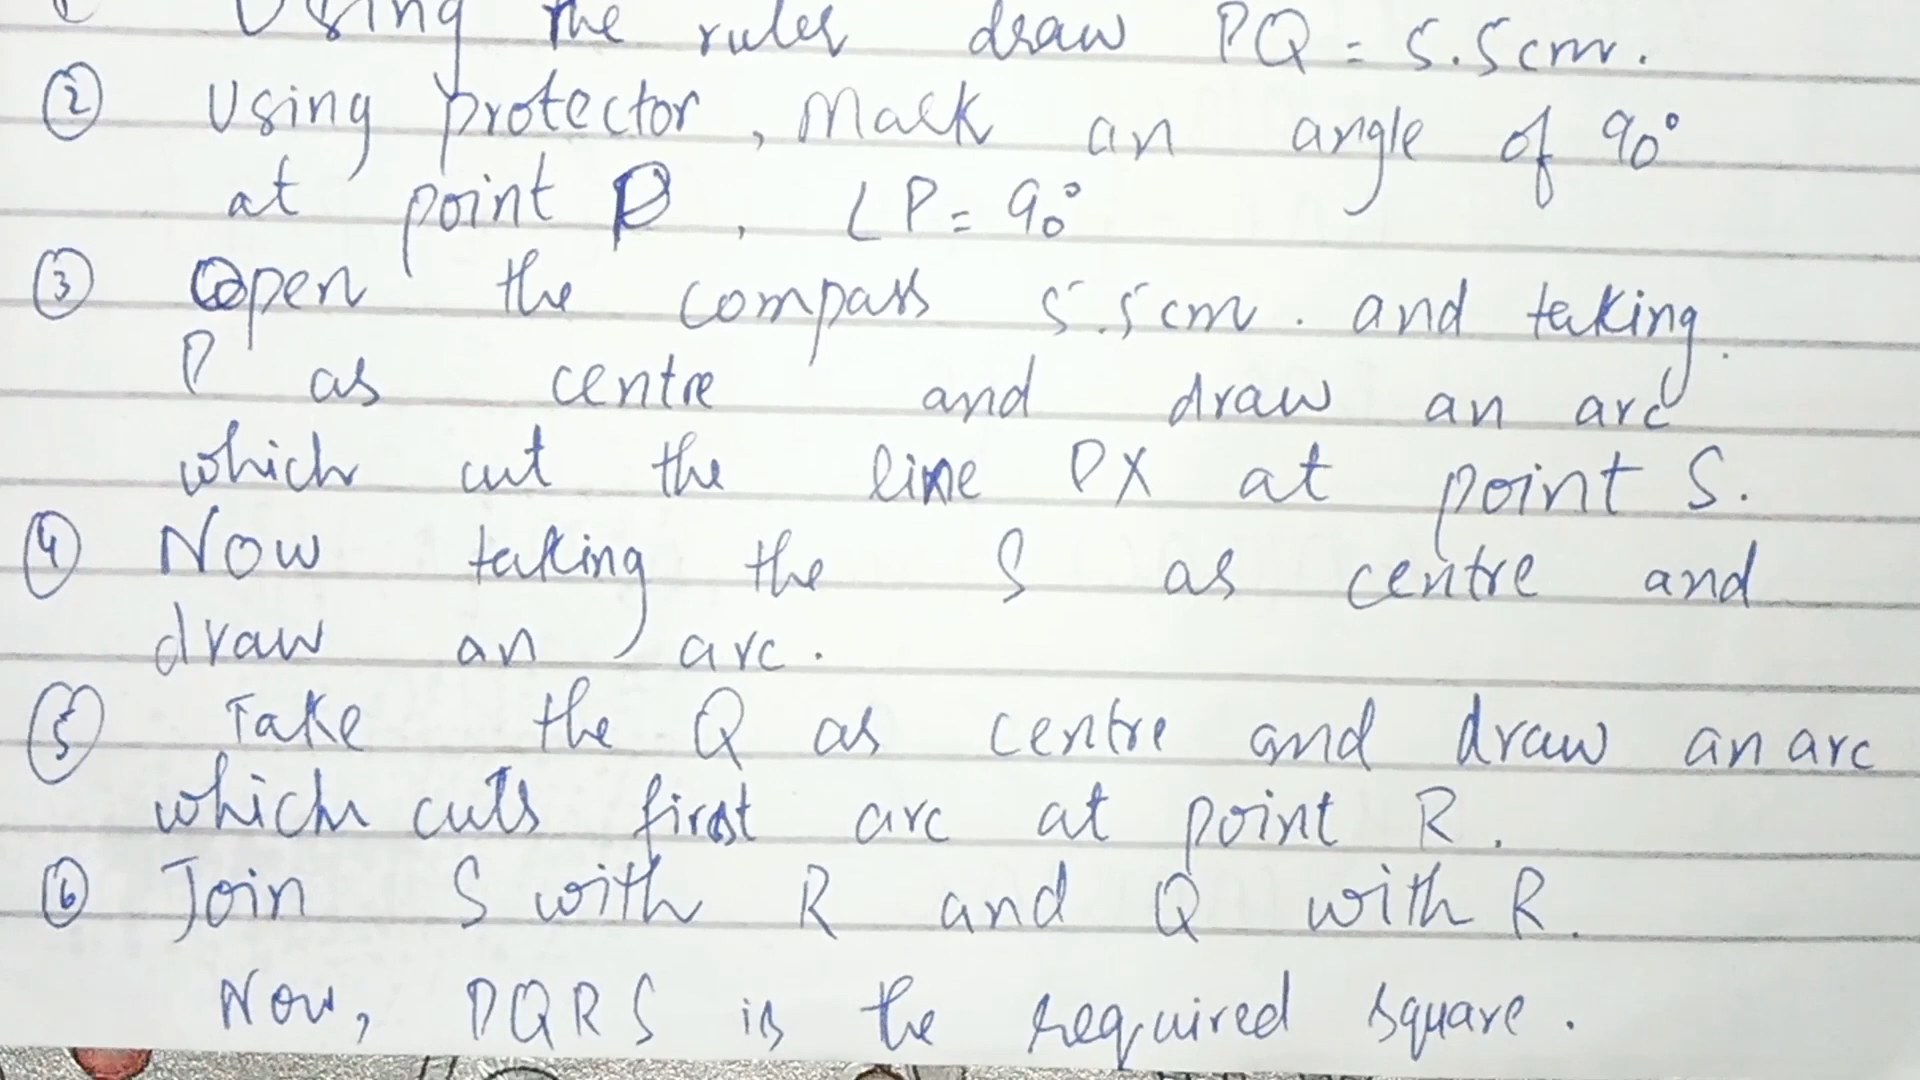 Using the ruler draw PQ = 5.5cm.
② Using protector, Mark an angle of 90°
at point P, ∠P = 90°
③ Open the compass 5.5cm. and taking
P as centre and draw an arc
which cut the line PX at point S.
④ Now taking the S as centre and
draw an arc.
⑤ Take the Q as centre and draw an arc
which cuts first arc at point R.
⑥ Join S with R and Q with R.
Now, PQRS is the required square.